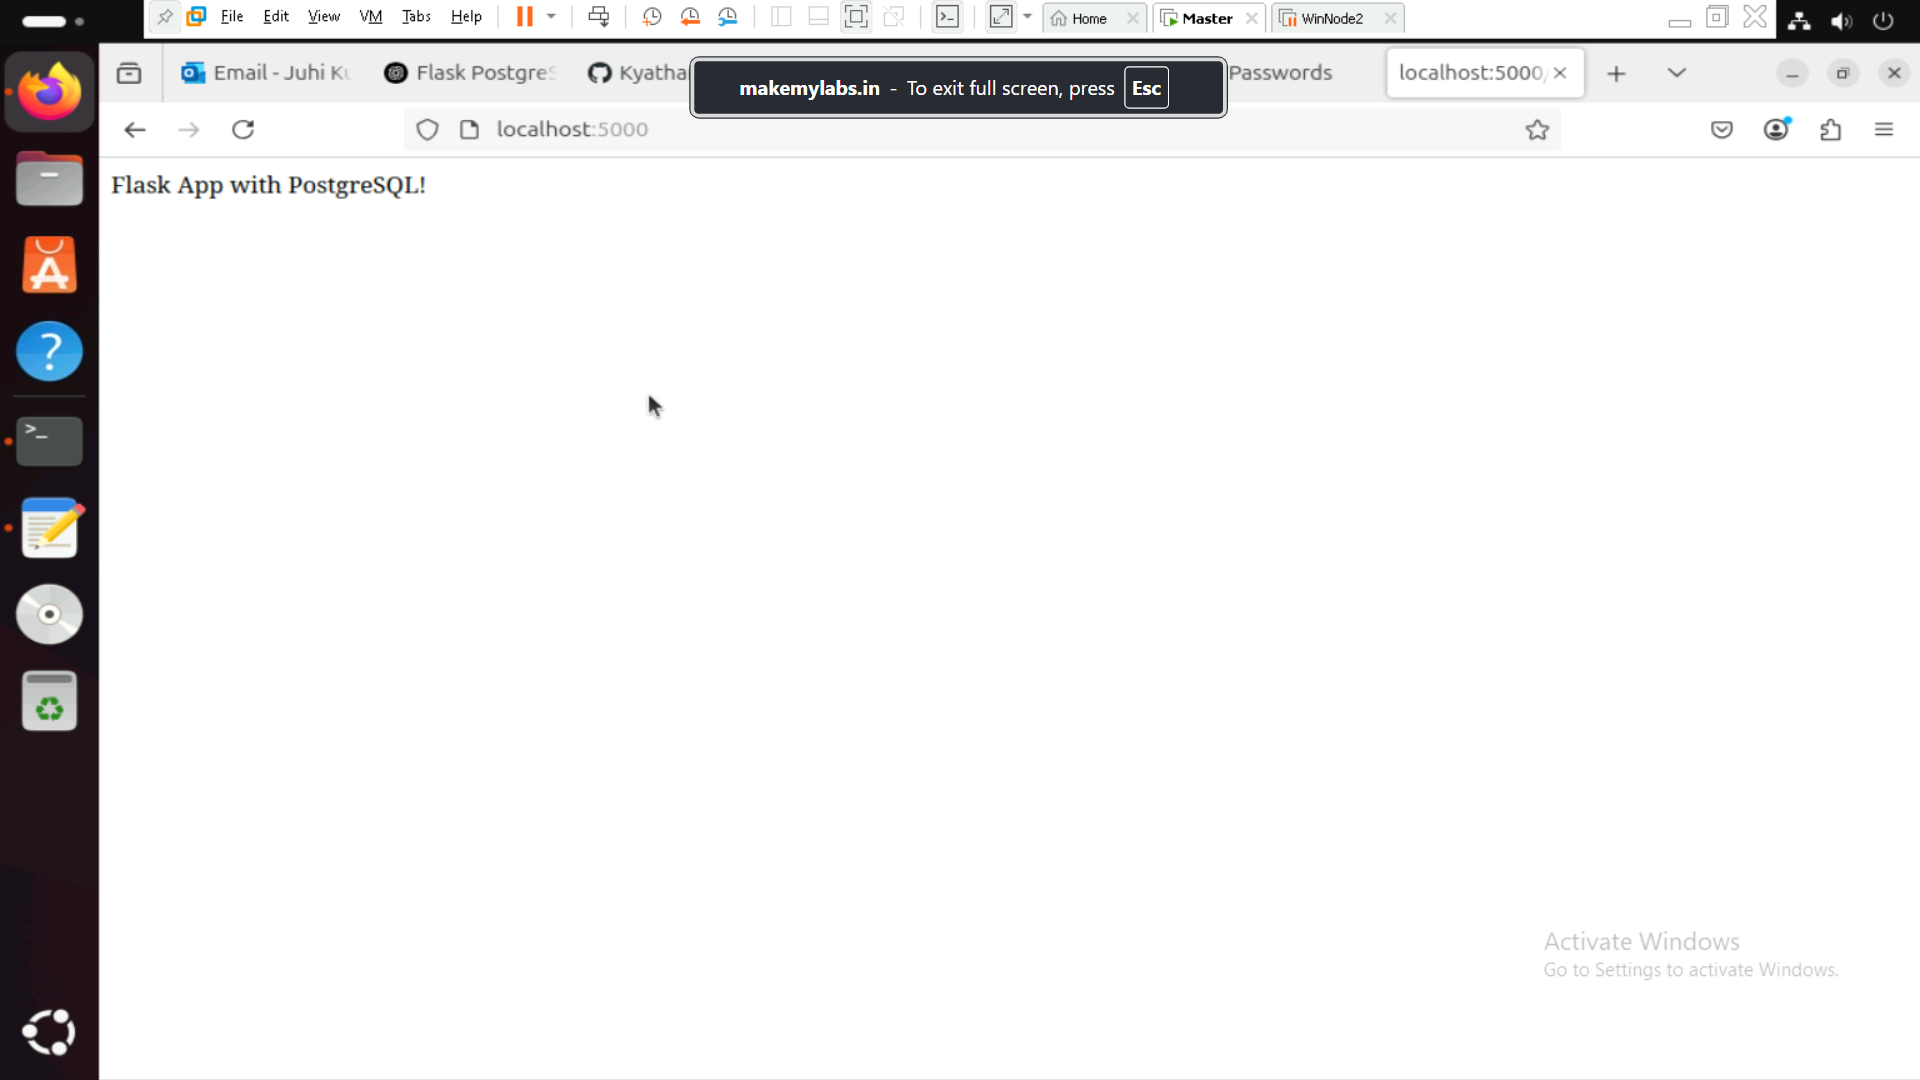 File Edit View VM Tabs Help Home Master WinNode2
Email - Juhi Flask Postgre Kyatha Passwords localhost:5000/
makemylabs.in - To exit full screen, press Esc
localhost:5000
Flask App with PostgreSQL!
Activate Windows
Go to Settings to activate Windows.